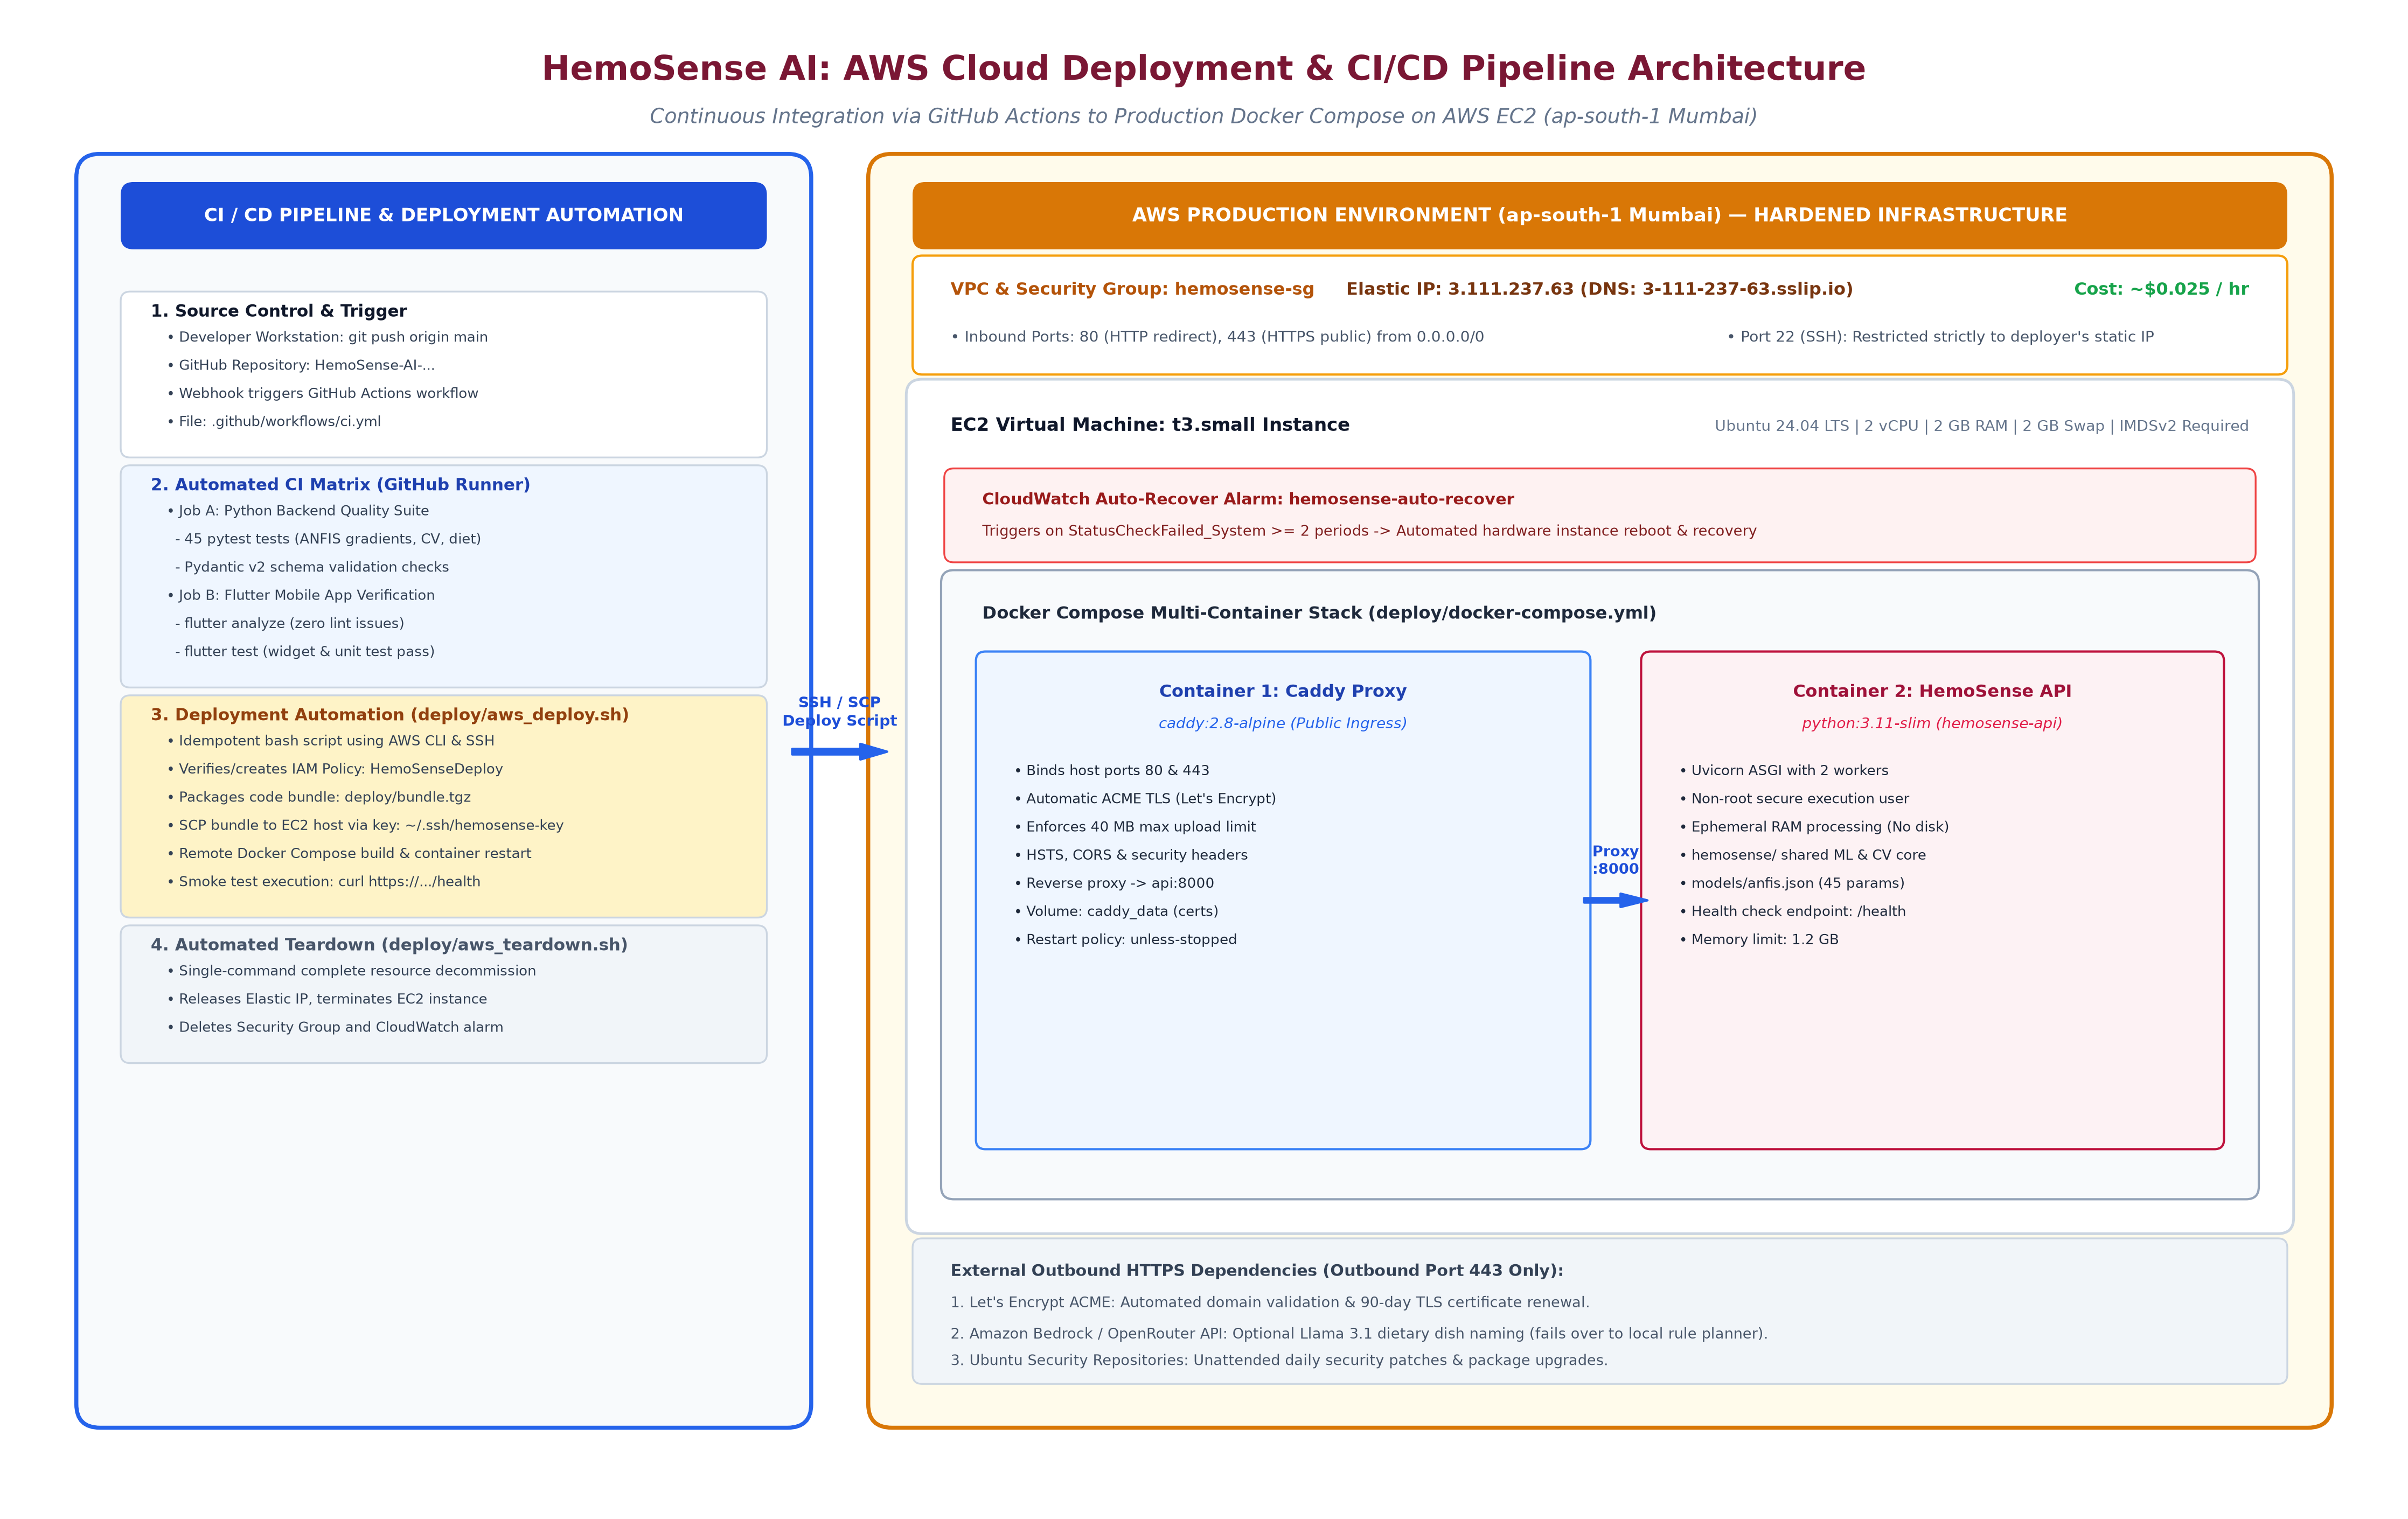 HemoSense AI: AWS Cloud Deployment & CI/CD Pipeline Architecture
Continuous Integration via GitHub Actions to Production Docker Compose on AWS EC2 (ap-south-1 Mumbai)
CI / CD PIPELINE & DEPLOYMENT AUTOMATION
1. Source Control & Trigger
• Developer Workstation: git push origin main
• GitHub Repository: HemoSense-AI-...
• Webhook triggers GitHub Actions workflow
• File: .github/workflows/ci.yml
2. Automated CI Matrix (GitHub Runner)
• Job A: Python Backend Quality Suite
- 45 pytest tests (ANFIS gradients, CV, diet)
- Pydantic v2 schema validation checks
• Job B: Flutter Mobile App Verification
- flutter analyze (zero lint issues)
- flutter test (widget & unit test pass)
3. Deployment Automation (deploy/aws_deploy.sh)
• Idempotent bash script using AWS CLI & SSH
• Verifies/creates IAM Policy: HemoSenseDeploy
• Packages code bundle: deploy/bundle.tgz
• SCP bundle to EC2 host via key: ~/.ssh/hemosense-key
• Remote Docker Compose build & container restart
• Smoke test execution: curl https://.../health
4. Automated Teardown (deploy/aws_teardown.sh)
• Single-command complete resource decommission
• Releases Elastic IP, terminates EC2 instance
• Deletes Security Group and CloudWatch alarm
SSH / SCP
Deploy Script
AWS PRODUCTION ENVIRONMENT (ap-south-1 Mumbai) — HARDENED INFRASTRUCTURE
VPC & Security Group: hemosense-sg Elastic IP: 3.111.237.63 (DNS: 3-111-237-63.sslip.io) Cost: ~$0.025 / hr
• Inbound Ports: 80 (HTTP redirect), 443 (HTTPS public) from 0.0.0.0/0 • Port 22 (SSH): Restricted strictly to deployer's static IP
EC2 Virtual Machine: t3.small Instance Ubuntu 24.04 LTS | 2 vCPU | 2 GB RAM | 2 GB Swap | IMDSv2 Required
CloudWatch Auto-Recover Alarm: hemosense-auto-recover
Triggers on StatusCheckFailed_System >= 2 periods -> Automated hardware instance reboot & recovery
Docker Compose Multi-Container Stack (deploy/docker-compose.yml)
Container 1: Caddy Proxy
caddy:2.8-alpine (Public Ingress)
• Binds host ports 80 & 443
• Automatic ACME TLS (Let's Encrypt)
• Enforces 40 MB max upload limit
• HSTS, CORS & security headers
• Reverse proxy -> api:8000
• Volume: caddy_data (certs)
• Restart policy: unless-stopped
Proxy
:8000
Container 2: HemoSense API
python:3.11-slim (hemosense-api)
• Uvicorn ASGI with 2 workers
• Non-root secure execution user
• Ephemeral RAM processing (No disk)
• hemosense/ shared ML & CV core
• models/anfis.json (45 params)
• Health check endpoint: /health
• Memory limit: 1.2 GB
External Outbound HTTPS Dependencies (Outbound Port 443 Only):
1. Let's Encrypt ACME: Automated domain validation & 90-day TLS certificate renewal.
2. Amazon Bedrock / OpenRouter API: Optional Llama 3.1 dietary dish naming (fails over to local rule planner).
3. Ubuntu Security Repositories: Unattended daily security patches & package upgrades.